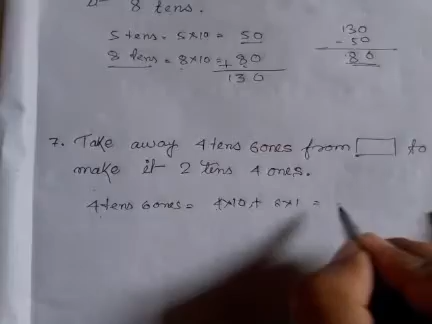 8 tens.
5 tens = 5×10 = 50
8 tens = 8×10 = + 80
130
130
- 50
80
7. Take away 4 tens 6 ones from to
make it 2 tens 4 ones.
4 tens 6 ones = 4×10 + 6×1 =